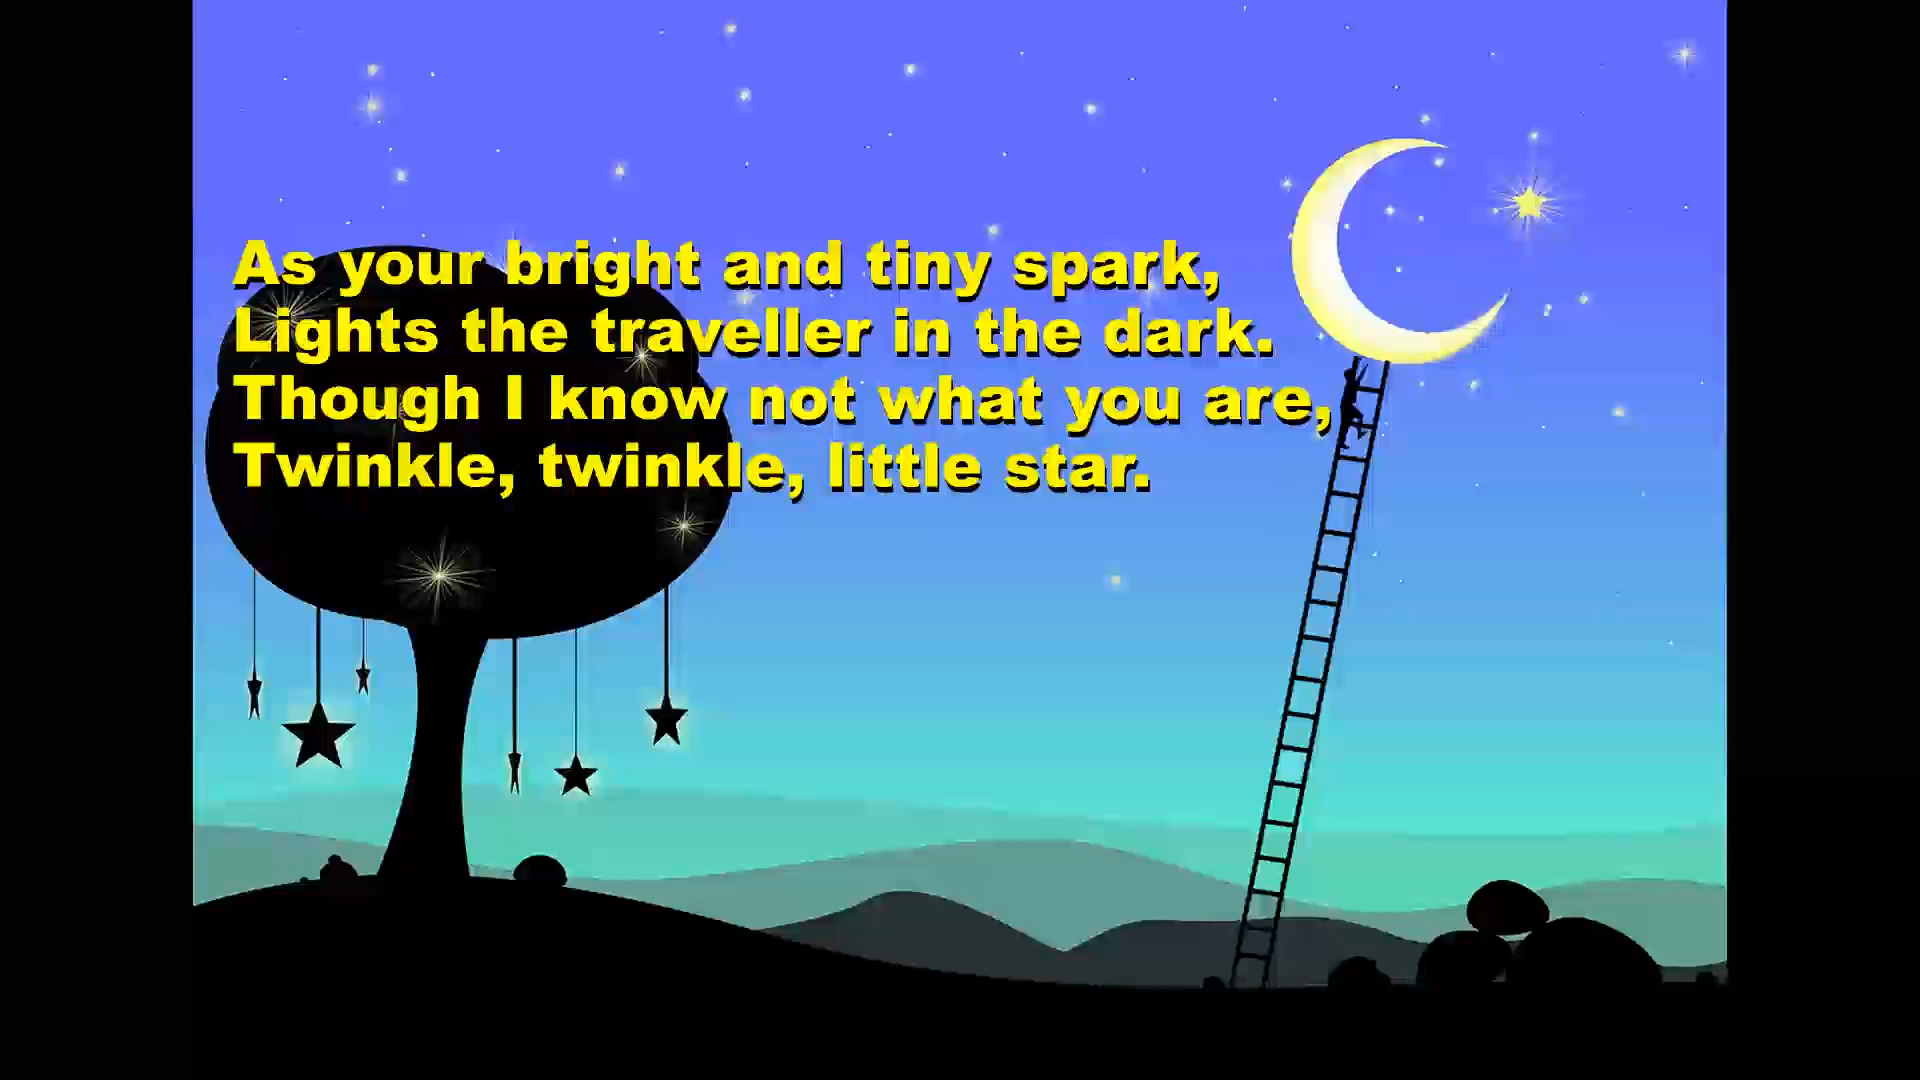 As your bright and tiny spark,
Lights the traveller in the dark.
Though I know not what you are,
Twinkle, twinkle, little star.